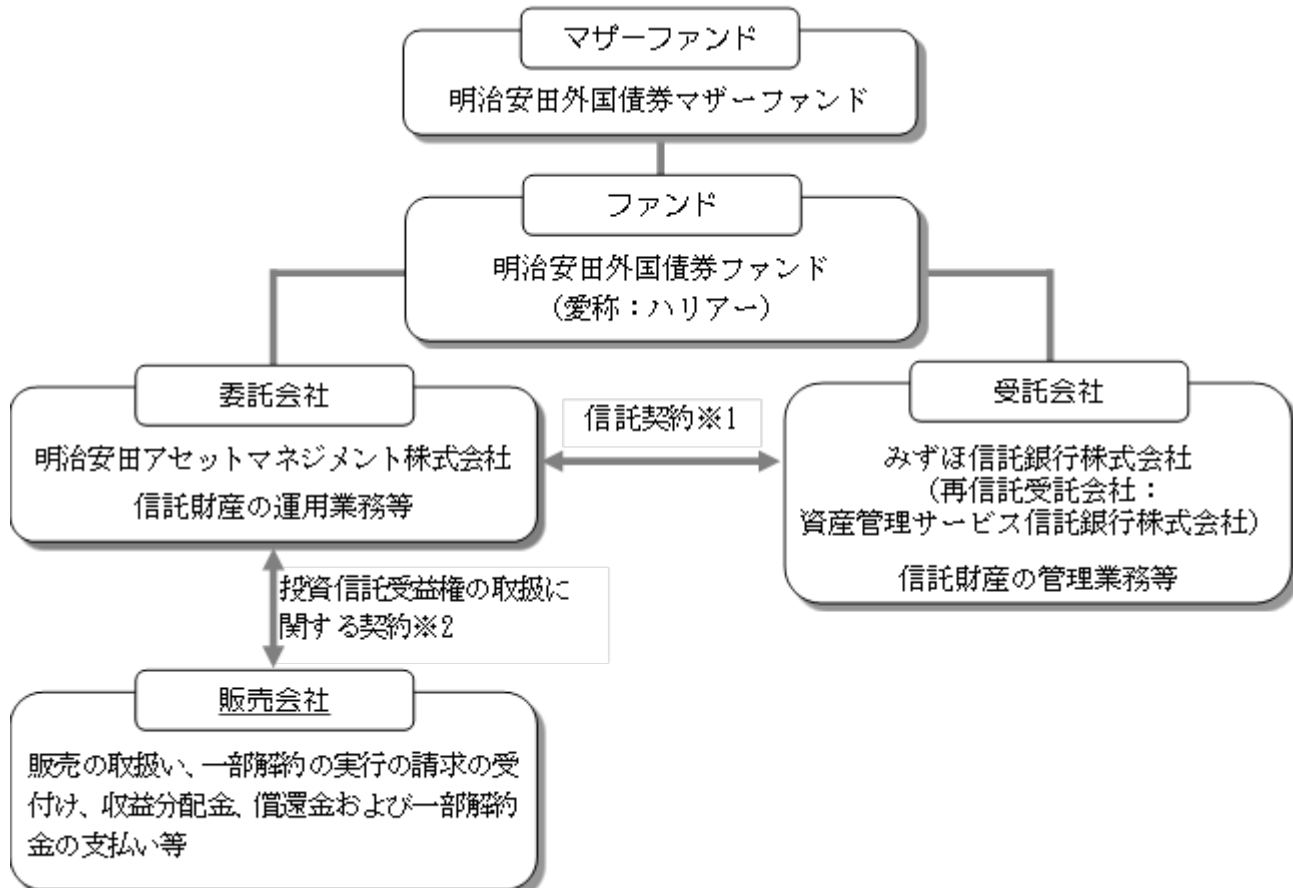 マザーファンド
明治安田外国債券マザーファンド
ファンド
明治安田外国債券ファンド
(愛称：ハリアー)
委託会社
明治安田アセットマネジメント株式会社
信託財産の運用業務等
信託契約※1
受託会社
みずほ信託銀行株式会社
(再信託受託会社：
資産管理サービス信託銀行株式会社)
信託財産の管理業務等
投資信託受益権の取扱に
関する契約※2
販売会社
販売の取扱い、一部解約の実行の請求の受
付け、収益分配金、償還金および一部解約
金の支払い等